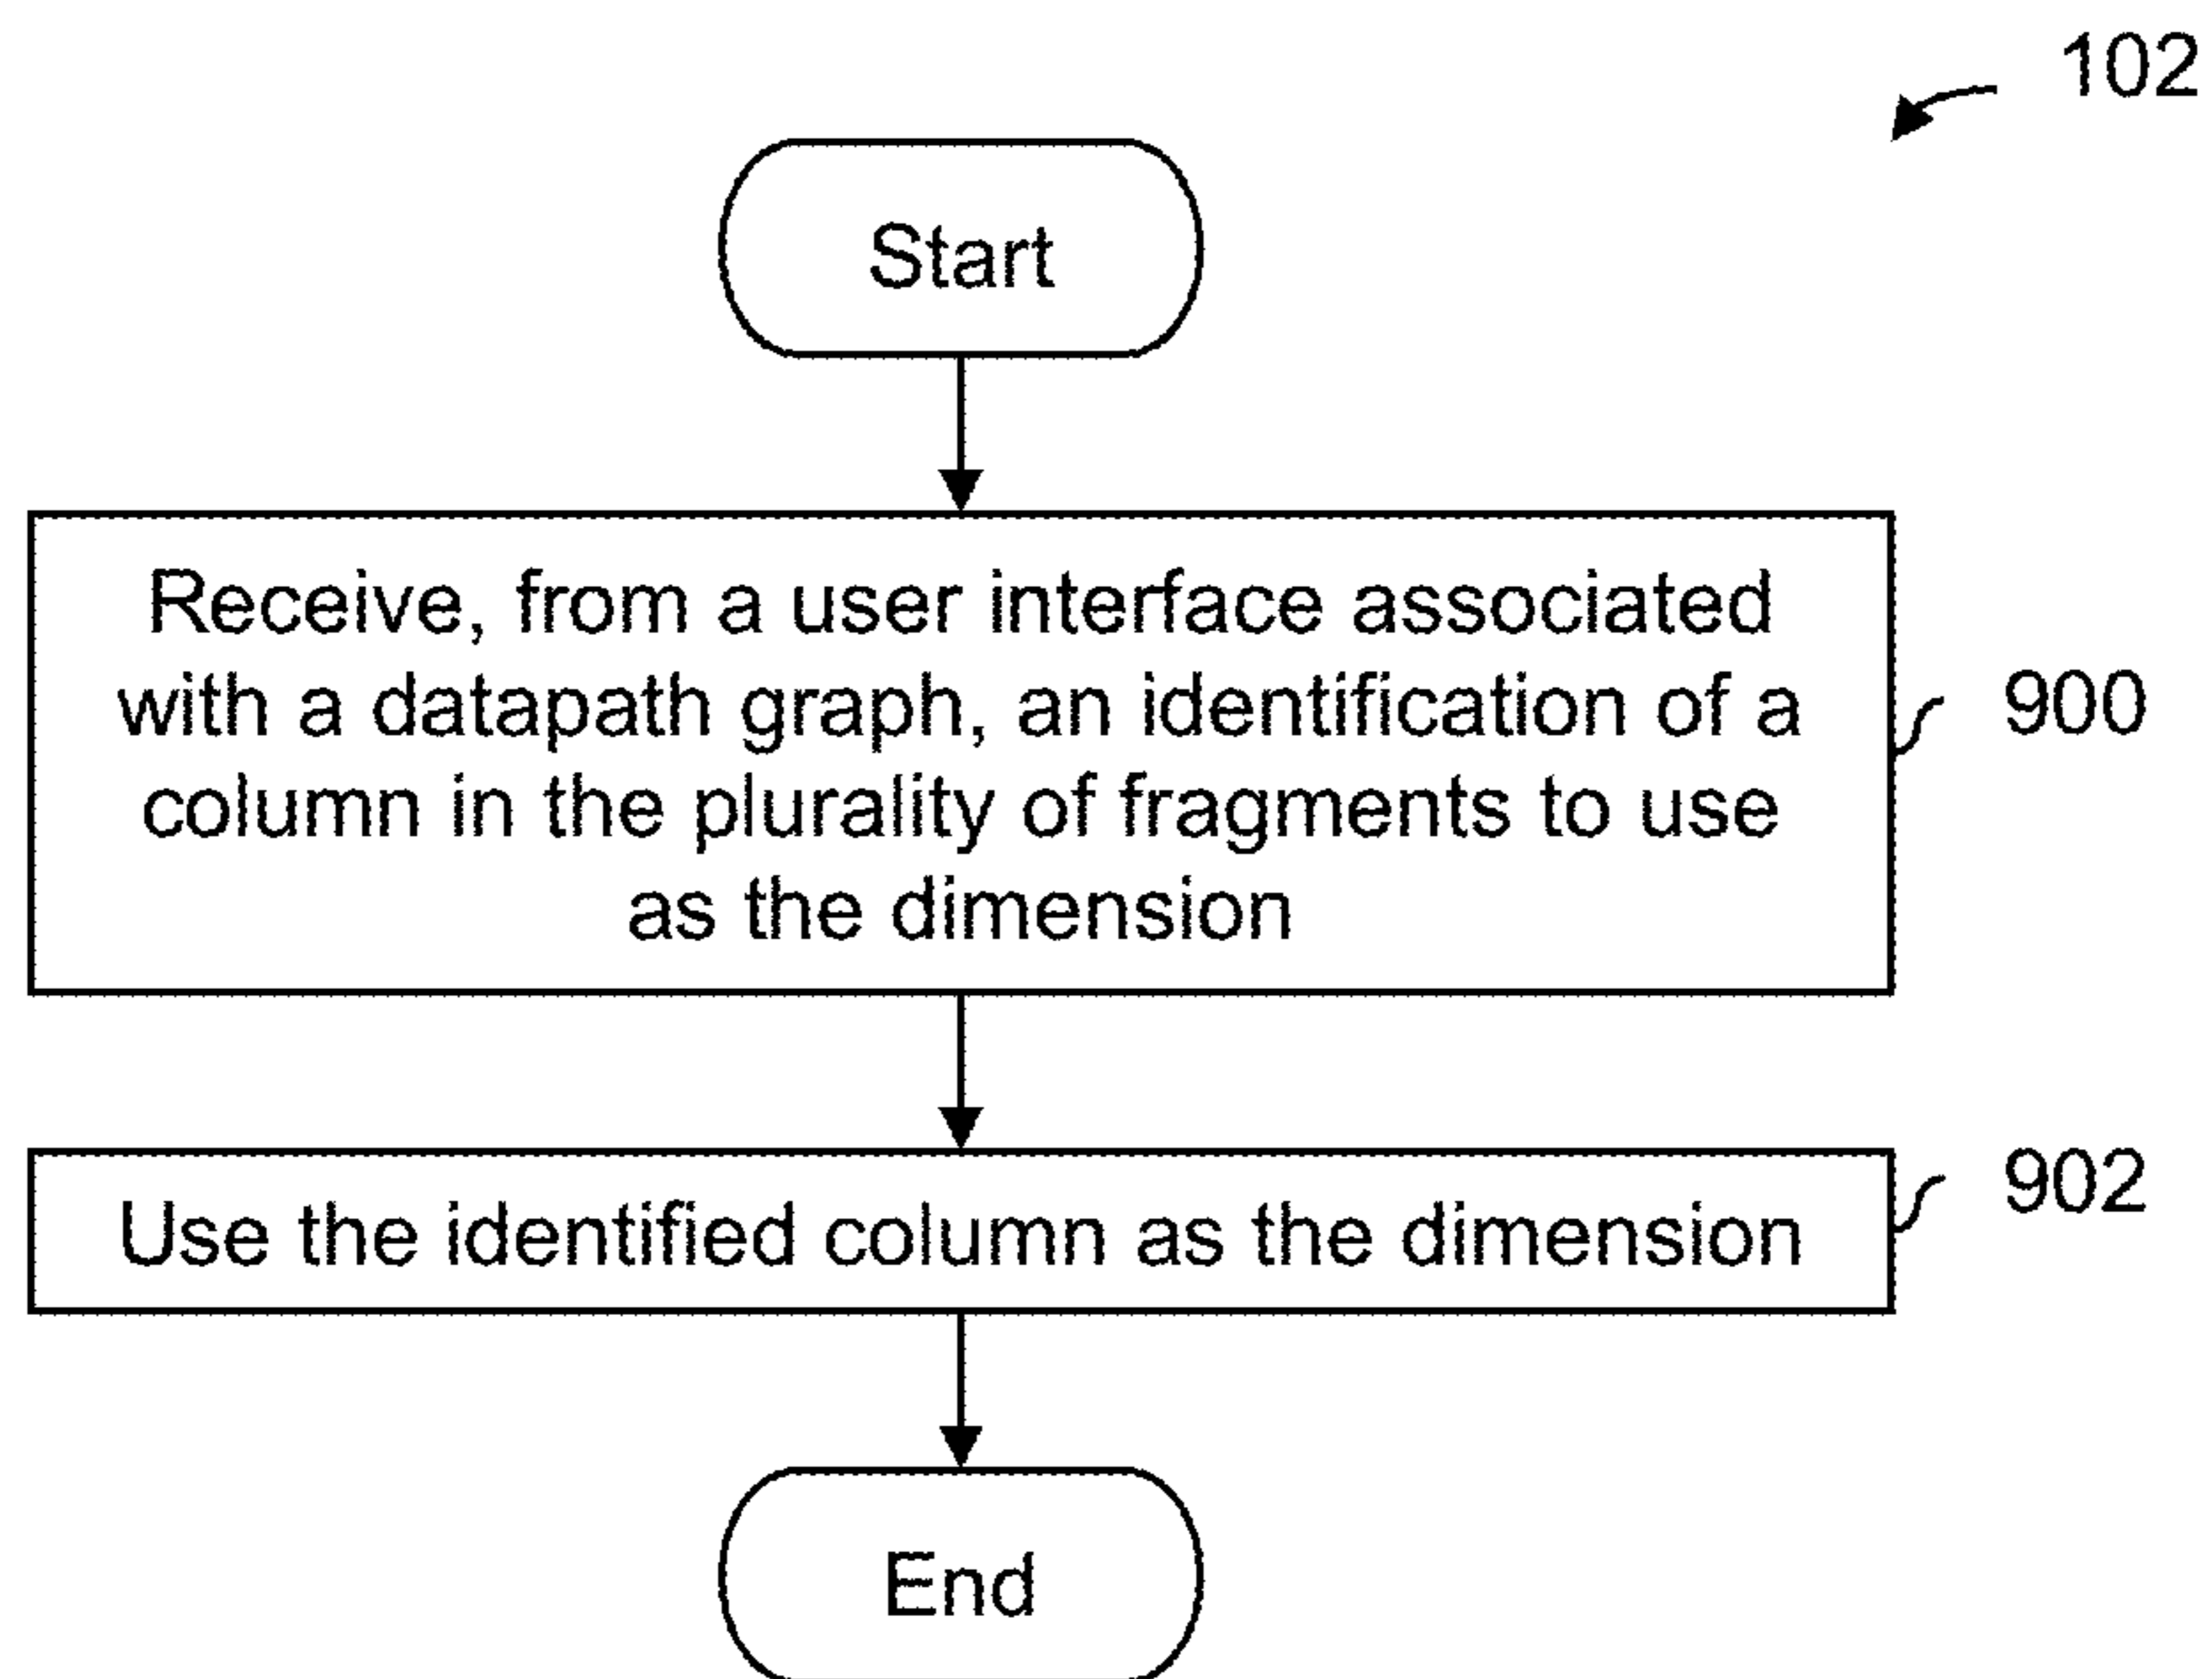 102
Start
Receive, from a user interface associated
with a datapath graph, an identification of a
column in the plurality of fragments to use
as the dimension
900
Use the identified column as the dimension
902
End